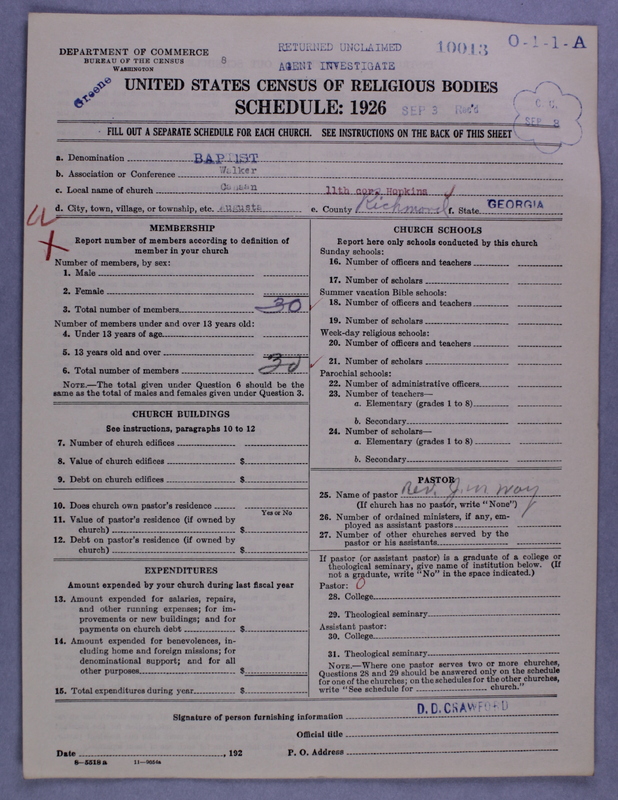 DEPARTMENT OF COMMERCE
BUREAU OF THE CENSUS
WASHINGTON
8
RETURNED UNCLAIMED
AGENT INVESTIGATE
10013
O-1-1-A
Greene
UNITED STATES CENSUS OF RELIGIOUS BODIES
SCHEDULE: 1926
SEP 3 Rec'd
C. U.
SEP 3
FILL OUT A SEPARATE SCHEDULE FOR EACH CHURCH. SEE INSTRUCTIONS ON THE BACK OF THIS SHEET
a. Denomination BAPTIST
b. Association or Conference Walker
c. Local name of church Canaan 11th cor. Hopkins
d. City, town, village, or township, etc. Augusta e. County Richmond f. State GEORGIA
MEMBERSHIP
Report number of members according to definition of
member in your church
Number of members, by sex:
1. Male
2. Female
3. Total number of members 30
Number of members under and over 13 years old:
4. Under 13 years of age
5. 13 years old and over
6. Total number of members 30
NOTE.—The total given under Question 6 should be the
same as the total of males and females given under Question 3.
CHURCH BUILDINGS
See instructions, paragraphs 10 to 12
7. Number of church edifices
8. Value of church edifices $
9. Debt on church edifices $
10. Does church own pastor's residence
Yes or No
11. Value of pastor's residence (if owned by
church) $
12. Debt on pastor's residence (if owned by
church) $
EXPENDITURES
Amount expended by your church during last fiscal year
13. Amount expended for salaries, repairs,
and other running expenses; for im-
provements or new buildings; and for
payments on church debt $
14. Amount expended for benevolences, in-
cluding home and foreign missions; for
denominational support; and for all
other purposes $
15. Total expenditures during year $
CHURCH SCHOOLS
Report here only schools conducted by this church
Sunday schools:
16. Number of officers and teachers
17. Number of scholars
Summer vacation Bible schools:
18. Number of officers and teachers
19. Number of scholars
Week-day religious schools:
20. Number of officers and teachers
21. Number of scholars
Parochial schools:
22. Number of administrative officers
23. Number of teachers—
a. Elementary (grades 1 to 8)
b. Secondary
24. Number of scholars—
a. Elementary (grades 1 to 8)
b. Secondary
PASTOR
25. Name of pastor Rev. Jim Way
(If church has no pastor, write "None")
26. Number of ordained ministers, if any, em-
ployed as assistant pastors
27. Number of other churches served by the
pastor or his assistants
If pastor (or assistant pastor) is a graduate of a college or
theological seminary, give name of institution below. (If
not a graduate, write "No" in the space indicated.)
Pastor: 0
28. College
29. Theological seminary
Assistant pastor:
30. College
31. Theological seminary
NOTE.—Where one pastor serves two or more churches,
Questions 28 and 29 should be answered only on the schedule
for one of the churches; on the schedules for the other churches,
write "See schedule for church."
Signature of person furnishing information D. D. CRAWFORD
Official title
Date , 192 P. O. Address
8—5518a 11—9034a